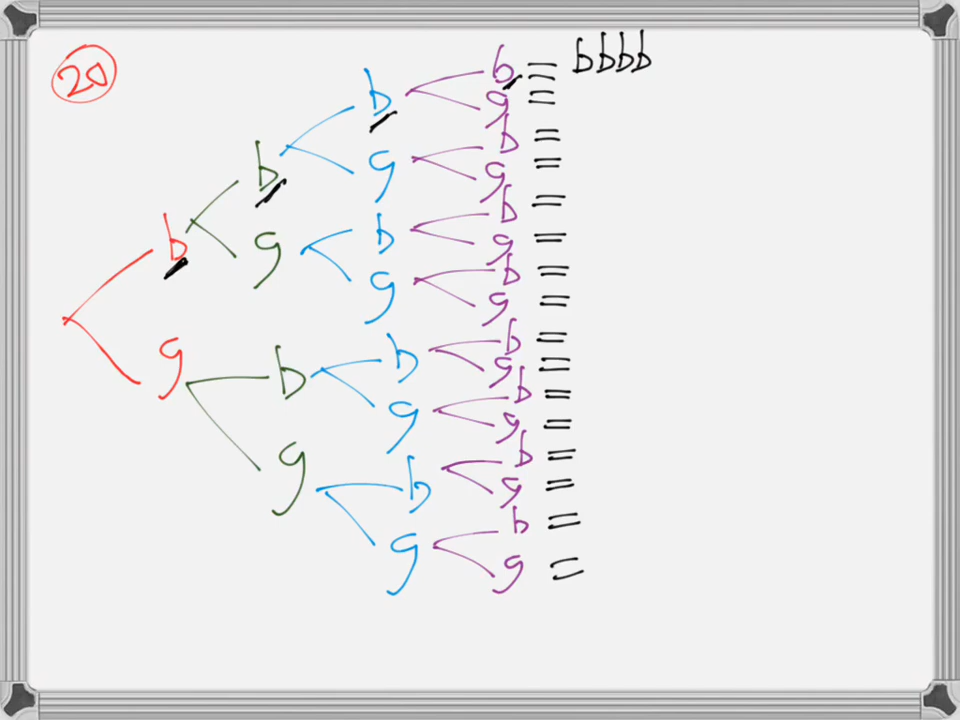 20
b = bbbb
b g =
b b =
b g g =
b b =
g b g =
b g b =
g g =
b b =
g b g =
b b =
g g =
g b =
b g =
b =
g g =